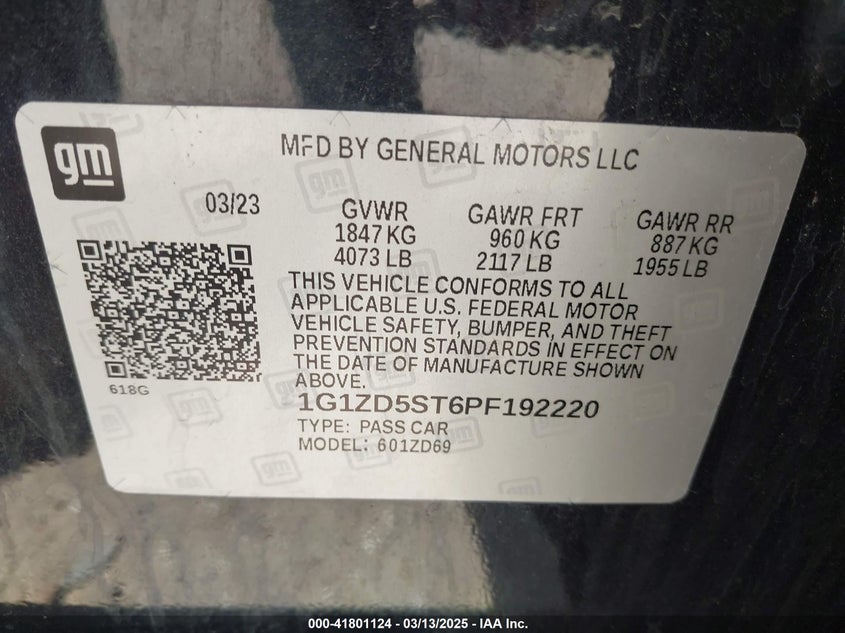 gm
MFD BY GENERAL MOTORS LLC
03/23
GVWR GAWR FRT GAWR RR
1847 KG 960 KG 887 KG
4073 LB 2117 LB 1955 LB
THIS VEHICLE CONFORMS TO ALL
APPLICABLE U.S. FEDERAL MOTOR
VEHICLE SAFETY, BUMPER, AND THEFT
PREVENTION STANDARDS IN EFFECT ON
THE DATE OF MANUFACTURE SHOWN
ABOVE.
618G
1G1ZD5ST6PF192220
TYPE: PASS CAR
MODEL: 601ZD69
000-41801124 - 03/13/2025 - IAA Inc.